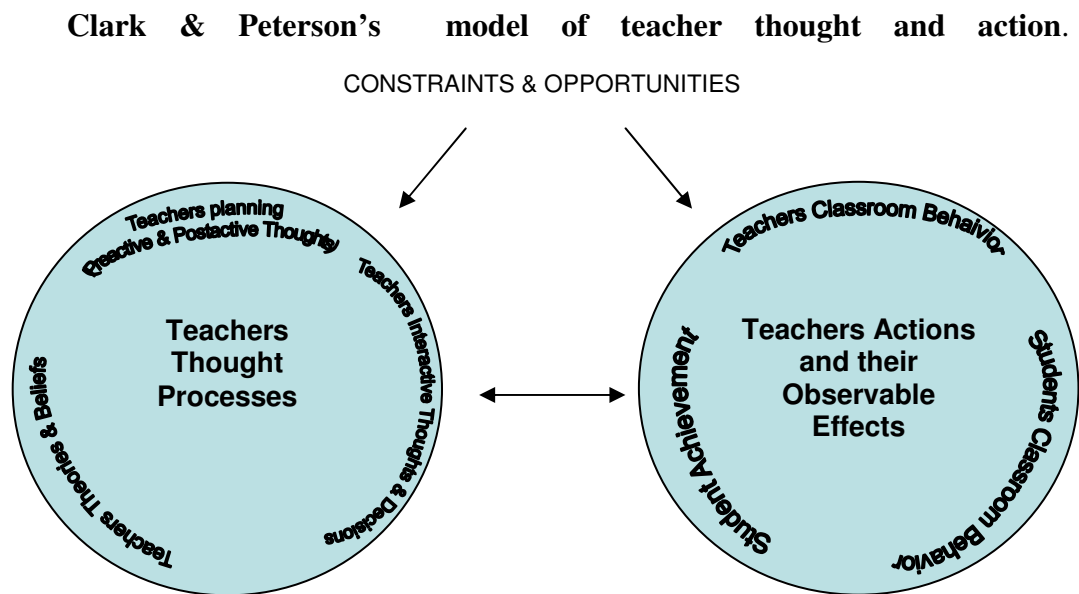 Clark & Peterson's model of teacher thought and action.
CONSTRAINTS & OPPORTUNITIES
Teachers planning
(Preactive & Postactive Thoughts)
Teachers Interactive Thoughts & Decisions
Teachers Theories & Beliefs
Teachers
Thought
Processes
Teachers Classroom Behaivior
Students Classroom Behavior
Student Achievement
Teachers Actions
and their
Observable
Effects